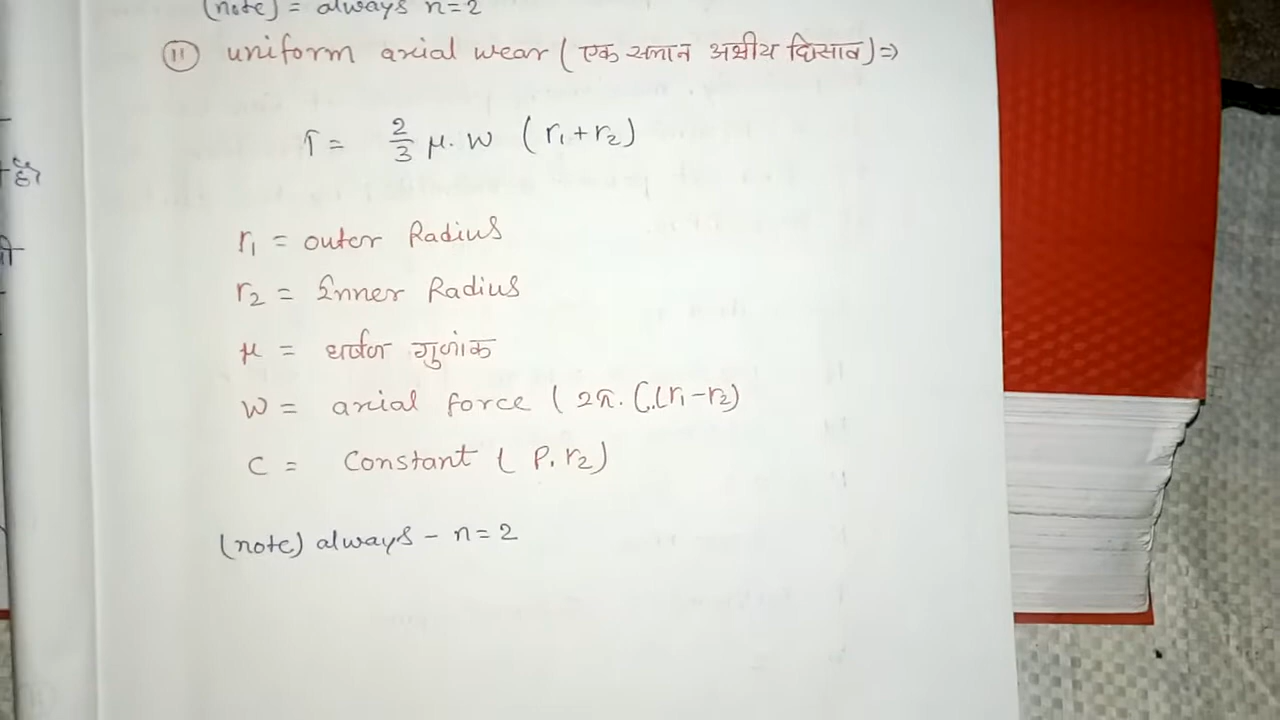 (note) = always n=2
(11) uniform axial wear (एक समान अक्षीय घिसाव) ⇒
T = 2/3 μ. W (r₁+r₂)
है
r₁ = outer Radius
r₂ = Inner Radius
μ = घर्षण गुणांक
W = axial force ( 2π. C.(r₁-r₂)
C = Constant ( P. r₂)
(note) always - n=2